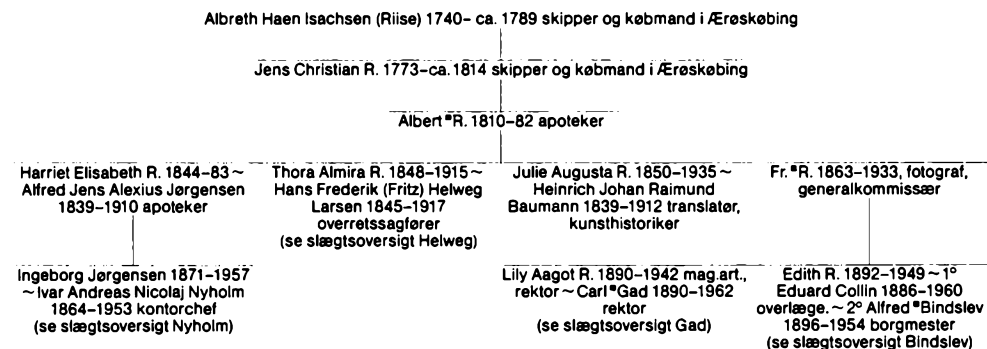 Albreth Haen Isachsen (Riise) 1740– ca. 1789 skipper og købmand i Ærøskøbing
Jens Christian R. 1773–ca. 1814 skipper og købmand i Ærøskøbing
Albert *R. 1810–82 apoteker
Harriet Elisabeth R. 1844–83 ~
Alfred Jens Alexius Jørgensen
1839–1910 apoteker
Thora Almira R. 1848–1915 ~
Hans Frederik (Fritz) Helweg
Larsen 1845–1917
overretssagfører
(se slægtsoversigt Helweg)
Julie Augusta R. 1850–1935 ~
Heinrich Johan Raimund
Baumann 1839–1912 translatør,
kunsthistoriker
Fr. *R. 1863–1933, fotograf,
generalkommissær
Ingeborg Jørgensen 1871–1957
~ Ivar Andreas Nicolaj Nyholm
1864–1953 kontorchef
(se slægtsoversigt Nyholm)
Lily Aagot R. 1890–1942 mag.art.,
rektor ~ Carl *Gad 1890–1962
rektor
(se slægtsoversigt Gad)
Edith R. 1892–1949 ~ 1°
Eduard Collin 1886–1960
overlæge. ~ 2° Alfred *Bindslev
1896–1954 borgmester
(se slægtsoversigt Bindslev)